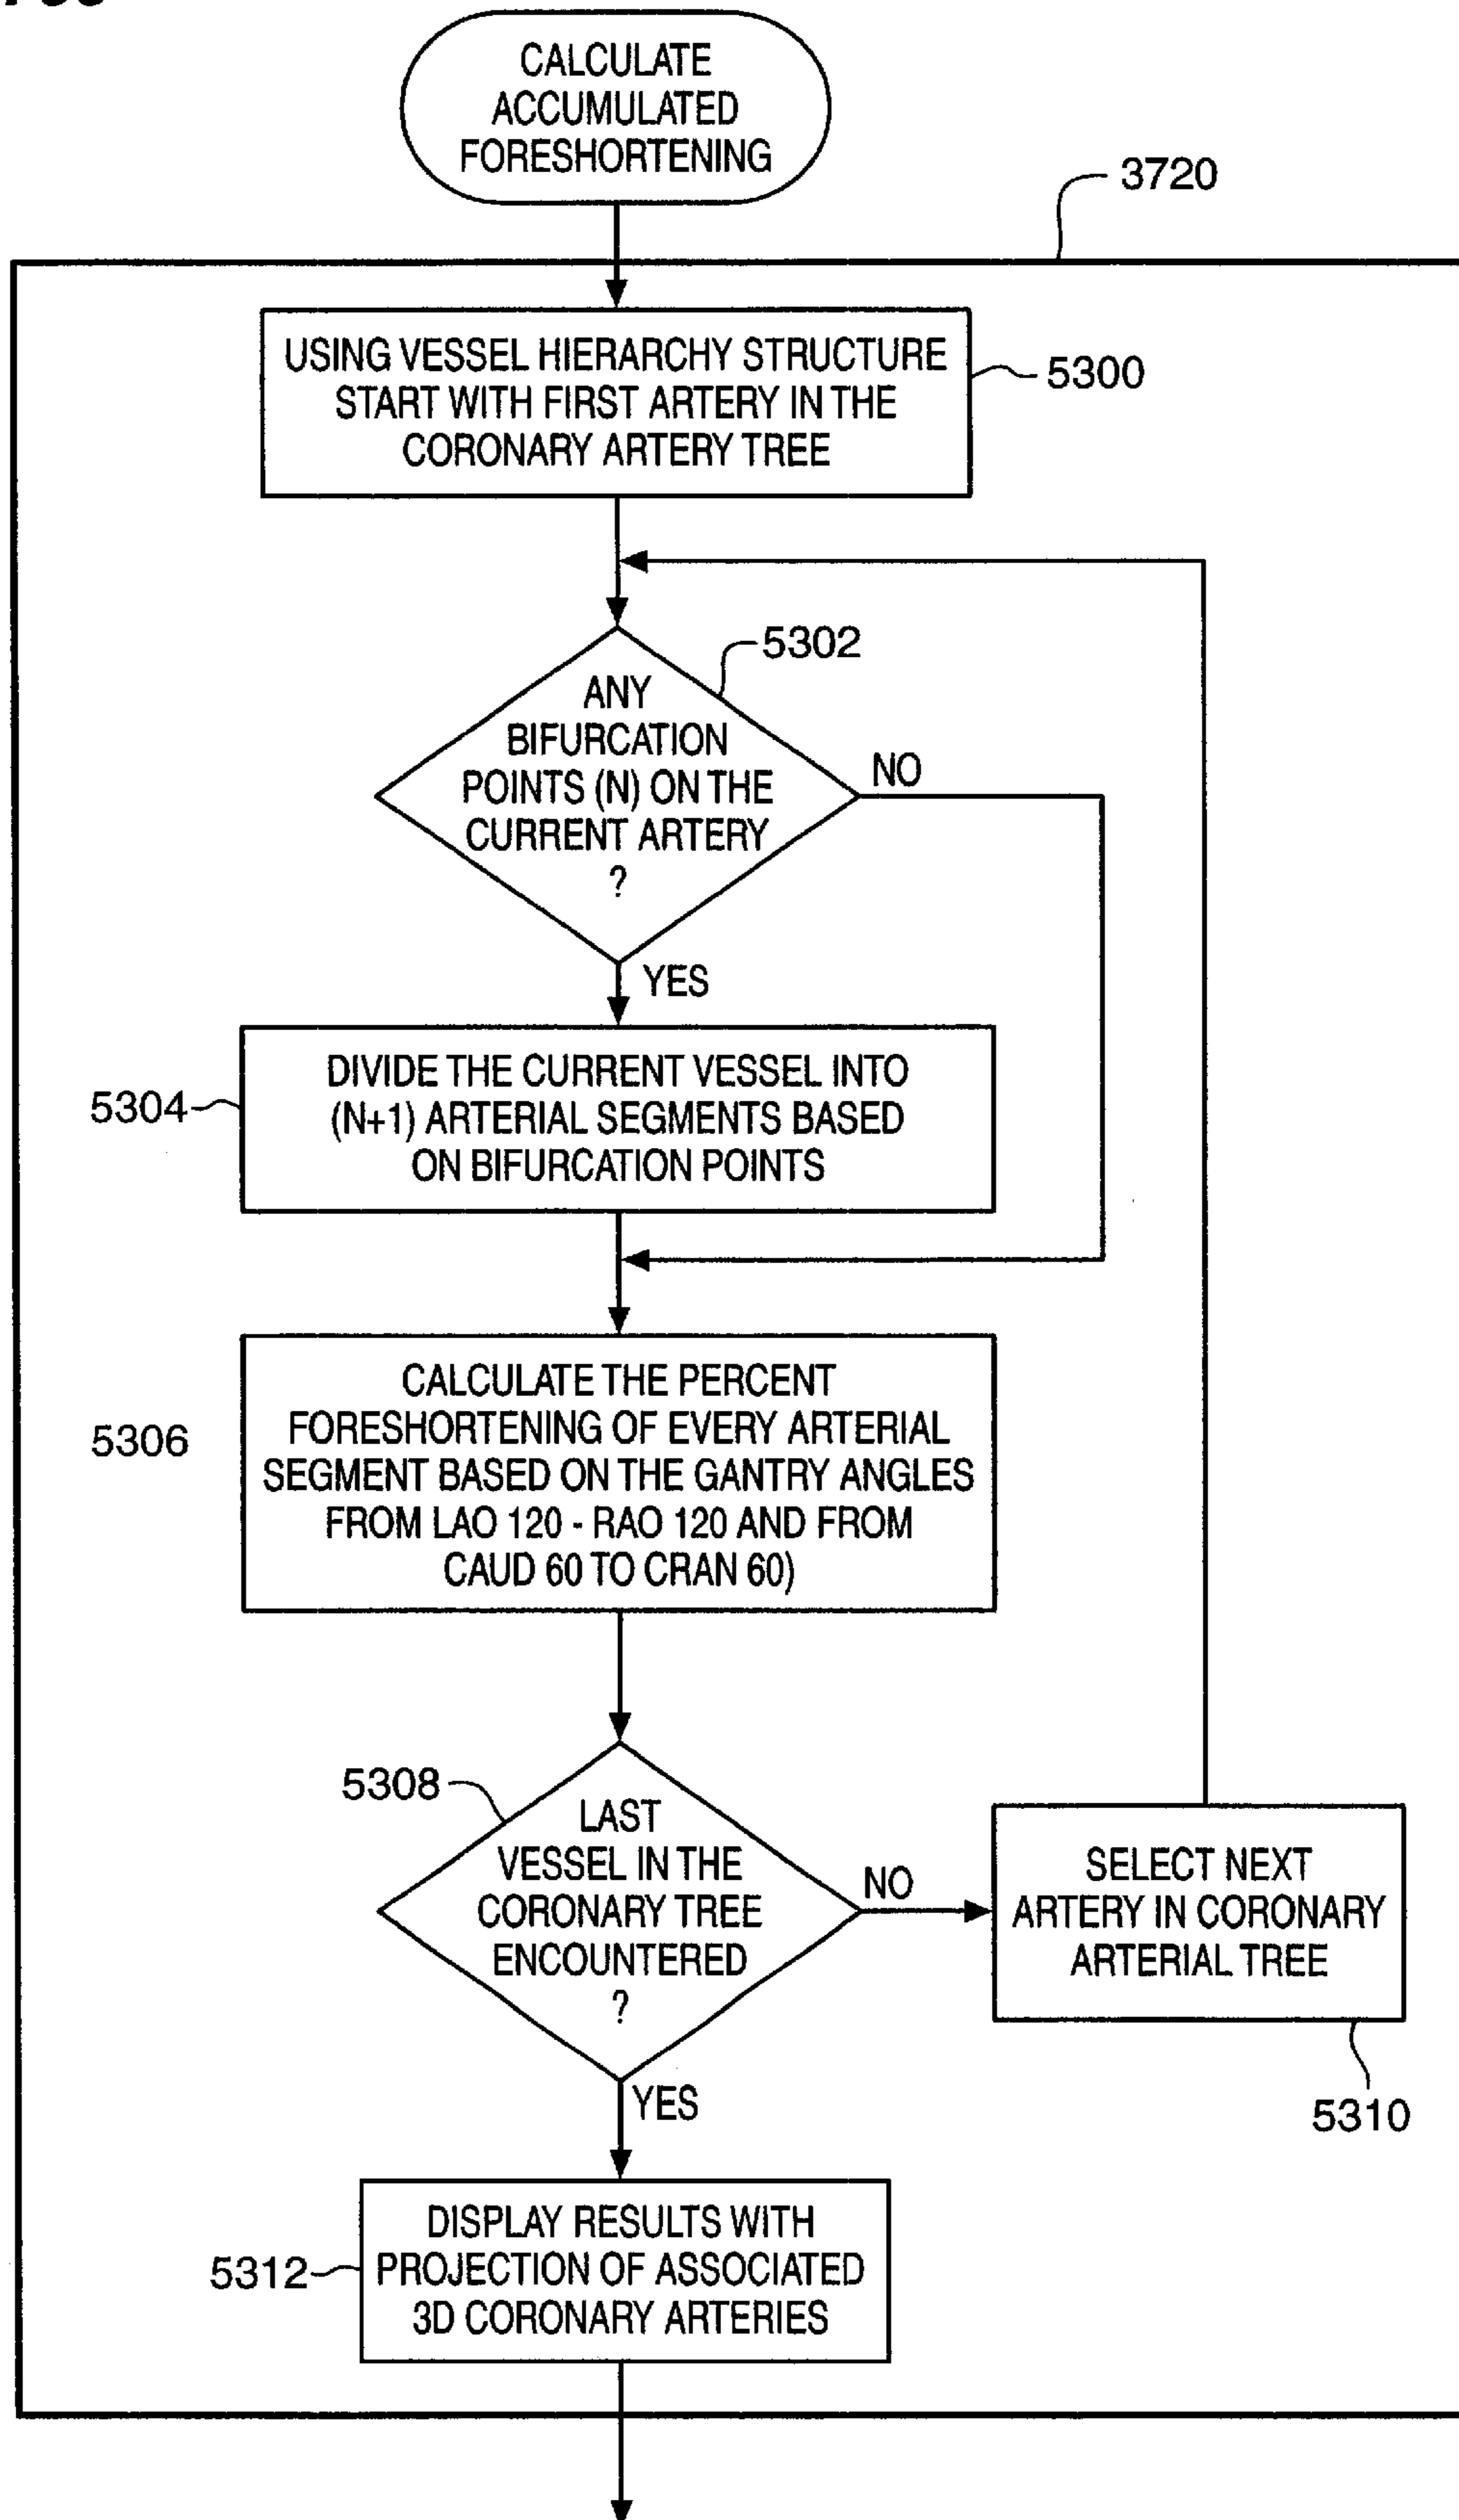 CALCULATE
ACCUMULATED
FORESHORTENING
3720
USING VESSEL HIERARCHY STRUCTURE
START WITH FIRST ARTERY IN THE
CORONARY ARTERY TREE
5300
5302
ANY
BIFURCATION
POINTS (N) ON THE
CURRENT ARTERY
?
NO
YES
5304
DIVIDE THE CURRENT VESSEL INTO
(N+1) ARTERIAL SEGMENTS BASED
ON BIFURCATION POINTS
5306
CALCULATE THE PERCENT
FORESHORTENING OF EVERY ARTERIAL
SEGMENT BASED ON THE GANTRY ANGLES
FROM LAO 120 - RAO 120 AND FROM
CAUD 60 TO CRAN 60)
5308
LAST
VESSEL IN THE
CORONARY TREE
ENCOUNTERED
?
NO
SELECT NEXT
ARTERY IN CORONARY
ARTERIAL TREE
5310
YES
5312
DISPLAY RESULTS WITH
PROJECTION OF ASSOCIATED
3D CORONARY ARTERIES